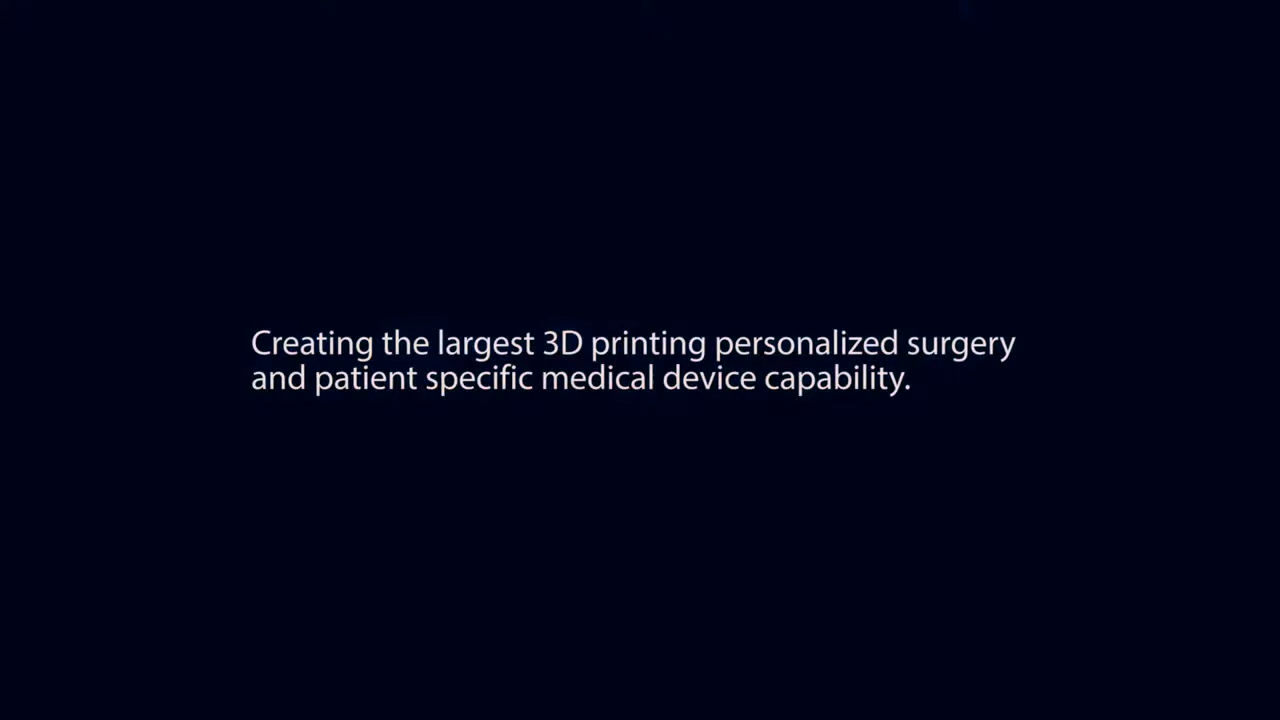 Creating the largest 3D printing personalized surgery
and patient specific medical device capability.